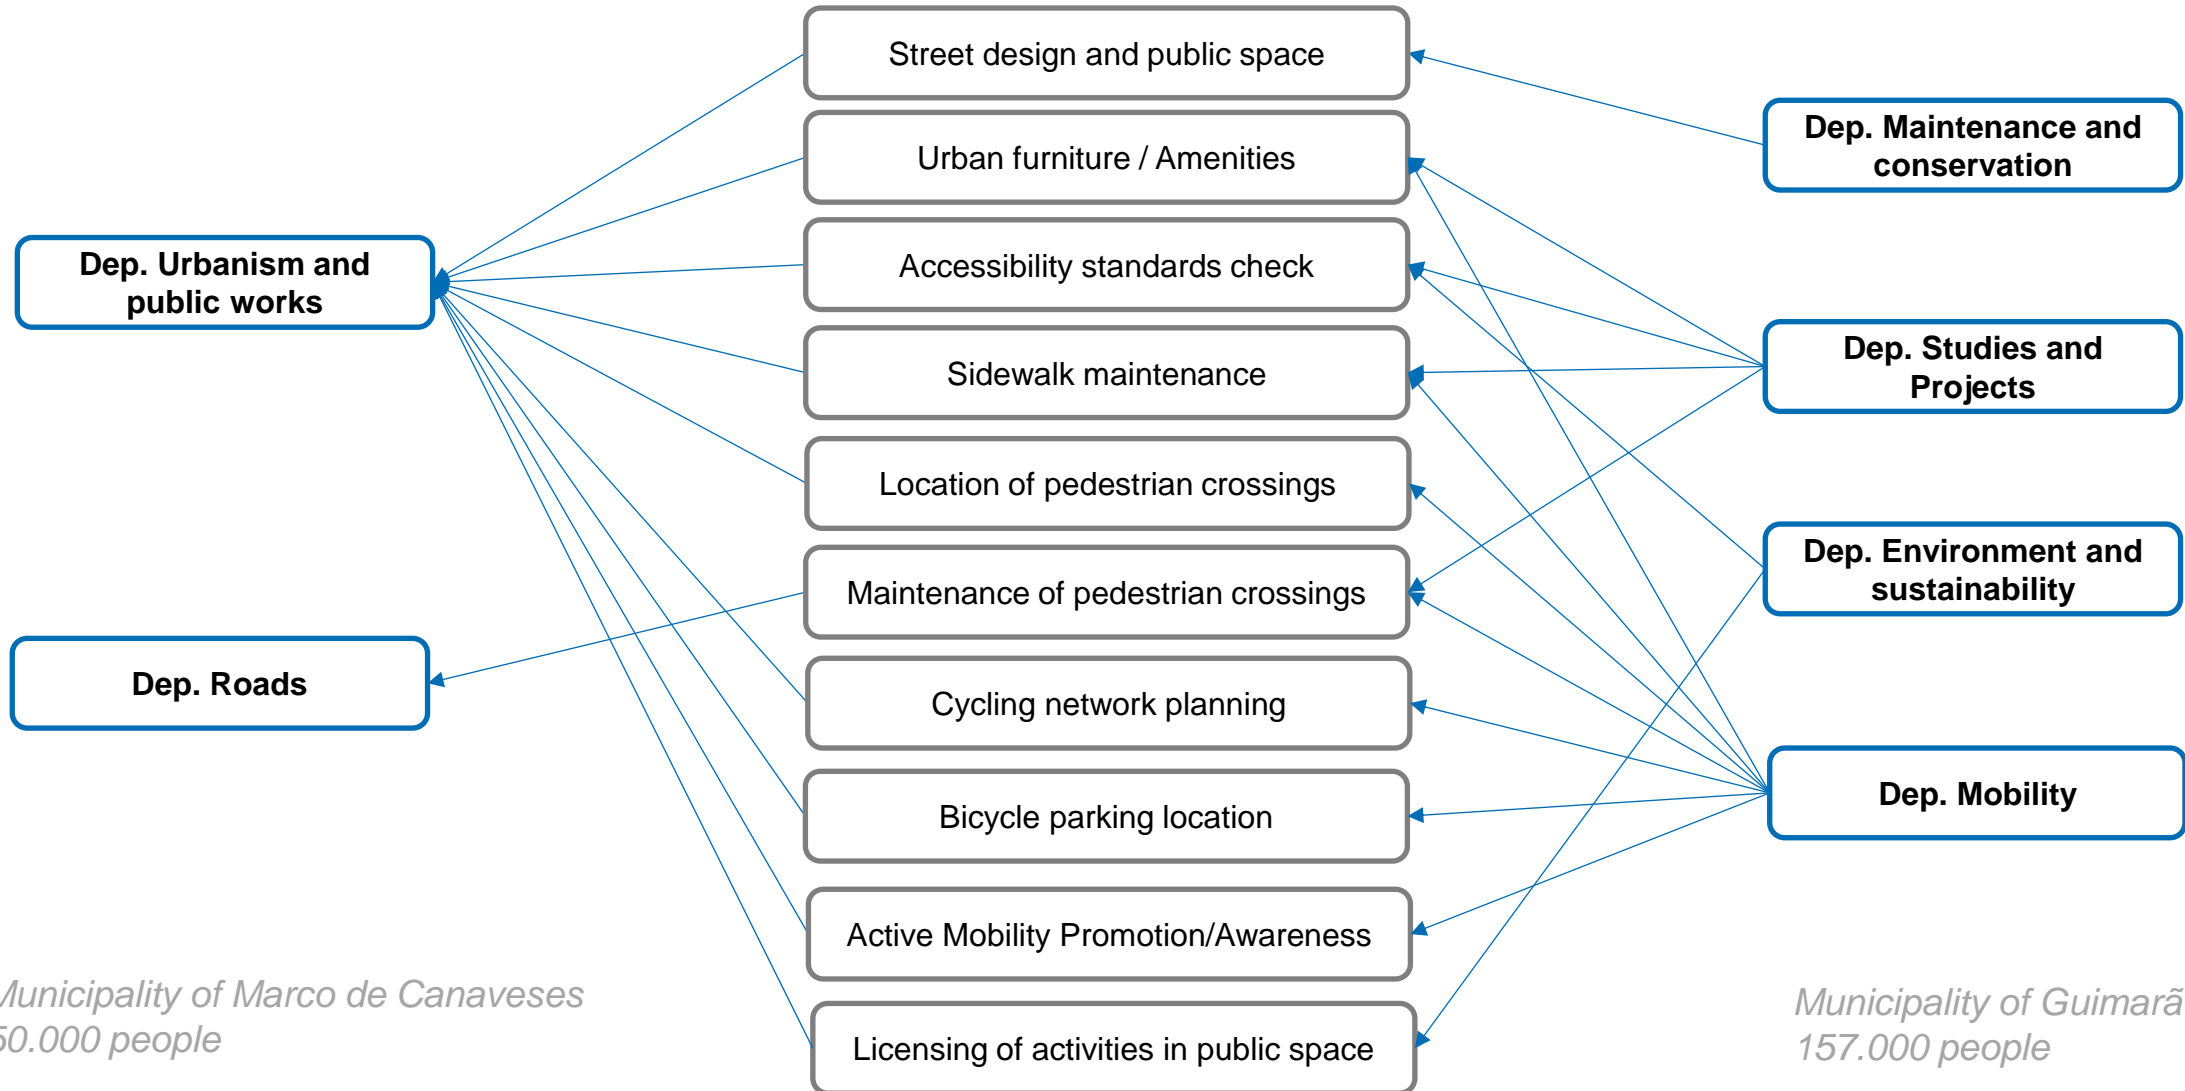 Street design and public space
Urban furniture / Amenities
Accessibility standards check
Sidewalk maintenance
Location of pedestrian crossings
Maintenance of pedestrian crossings
Cycling network planning
Bicycle parking location
Active Mobility Promotion/Awareness
Licensing of activities in public space
Dep. Urbanism and
public works
Dep. Roads
Municipality of Marco de Canaveses
50.000 people
Dep. Maintenance and
conservation
Dep. Studies and
Projects
Dep. Environment and
sustainability
Dep. Mobility
Municipality of Guimarã
157.000 people